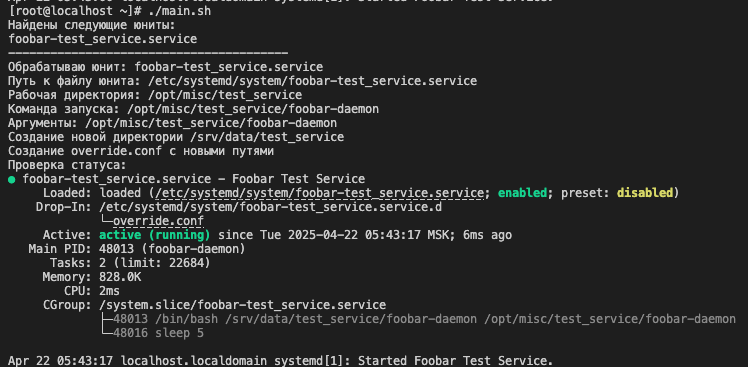 [root@localhost ~]# ./main.sh
Найдены следующие юниты:
foobar-test_service.service
----------------------------------------
Обрабатываю юнит: foobar-test_service.service
Путь к файлу юнита: /etc/systemd/system/foobar-test_service.service
Рабочая директория: /opt/misc/test_service
Команда запуска: /opt/misc/test_service/foobar-daemon
Аргументы: /opt/misc/test_service/foobar-daemon
Создание новой директории /srv/data/test_service
Создание override.conf с новыми путями
Проверка статуса:
● foobar-test_service.service - Foobar Test Service
Loaded: loaded (/etc/systemd/system/foobar-test_service.service; enabled; preset: disabled)
Drop-In: /etc/systemd/system/foobar-test_service.service.d
└─override.conf
Active: active (running) since Tue 2025-04-22 05:43:17 MSK; 6ms ago
Main PID: 48013 (foobar-daemon)
Tasks: 2 (limit: 22684)
Memory: 828.0K
CPU: 2ms
CGroup: /system.slice/foobar-test_service.service
├─48013 /bin/bash /srv/data/test_service/foobar-daemon /opt/misc/test_service/foobar-daemon
└─48016 sleep 5
Apr 22 05:43:17 localhost.localdomain systemd[1]: Started Foobar Test Service.